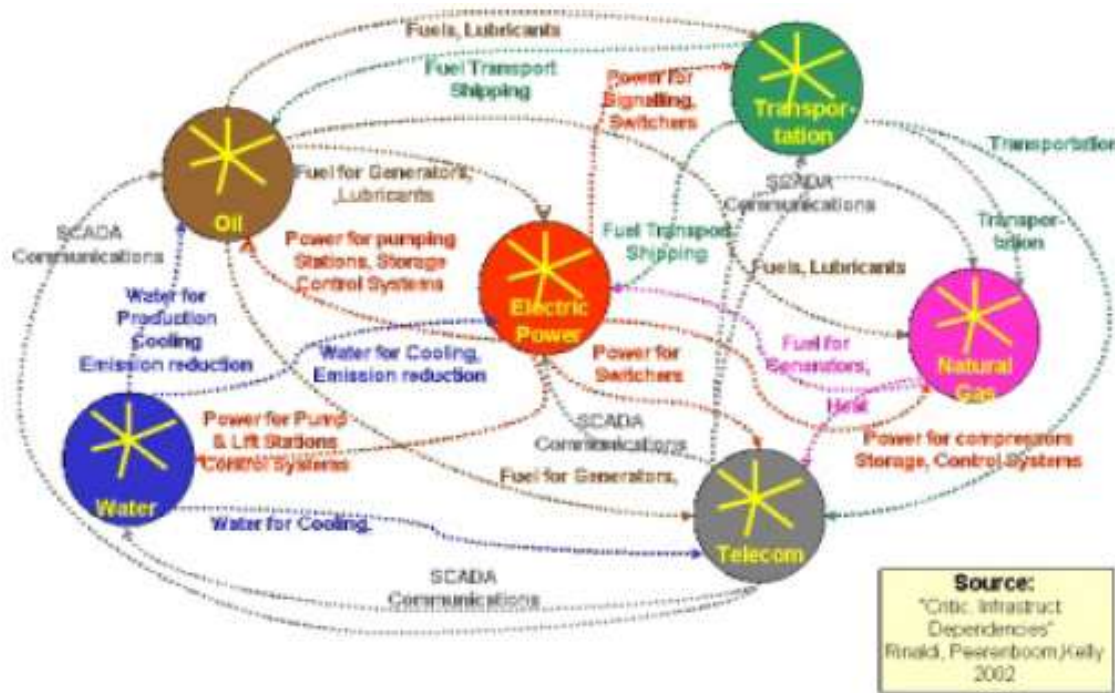 Fuels, Lubricants
Fuel Transport
Shipping
Power for
Signalling,
Switchers
Transpor-
tation
Transportation
Oil
Fuel for Generators,
,Lubricants
SCADA
Communications
SCADA
Communications
Power for pumping
Stations, Storage
Control Systems
Fuel Transport
Shipping
Transpor-
tation
Fuels, Lubricants
Electric
Power
Water for
Production
Cooling
Emission reduction
Water for Cooling,
Emission reduction
Power for
Switchers
Fuel for
Generators,
Heat
Natural
Gas
Power for Pump
& Lift Stations
Control Systems
SCADA
Communications
Power for compressors
Storage, Control Systems
Fuel for Generators,
Water
Water for Cooling,
Telecom
SCADA
Communications
Source:
"Critic. Infrastruct
Dependencies"
Rinaldi, Peerenboom,Kelly
2002